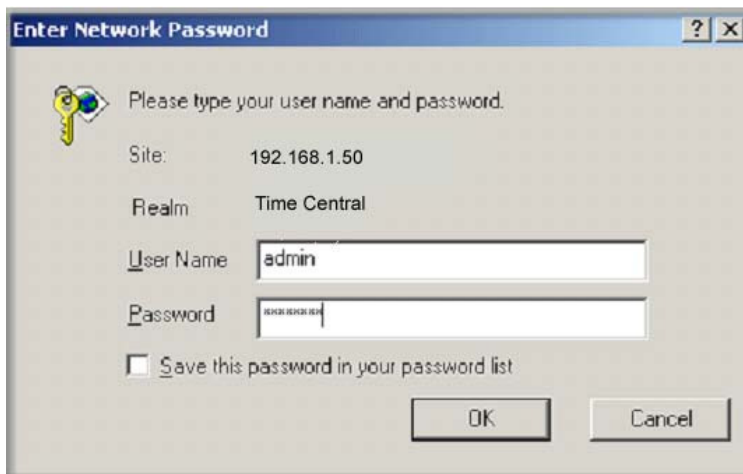 Enter Network Password
Please type your user name and password.
Site: 192.168.1.50
Realm Time Central
User Name admin
Password ********
Save this password in your password list
OK Cancel